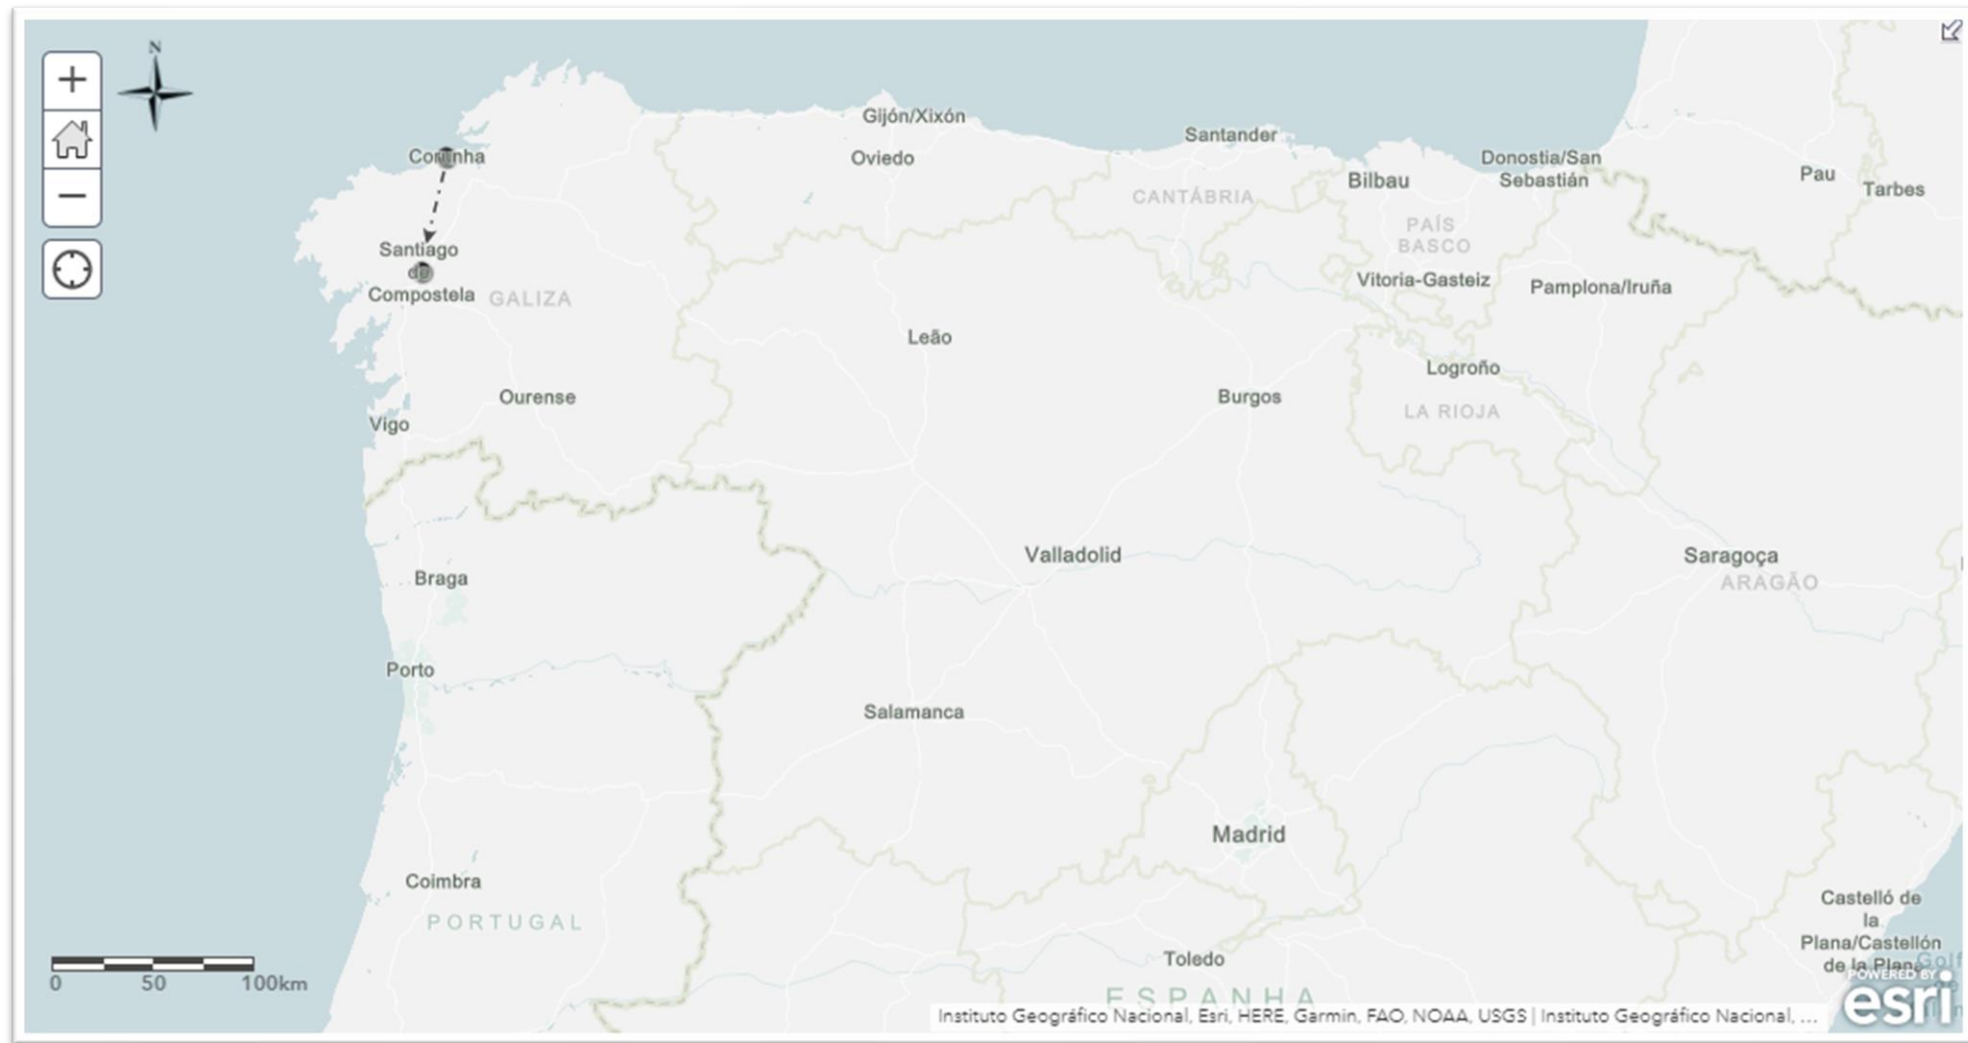 N
+
−
Gijón/Xixón
Santander
Corunha
Oviedo
Donostia/San
Sebastián
Bilbau
Pau
Tarbes
CANTÁBRIA
PAÍS
BASCO
Santiago
de
Compostela
GALIZA
Vitoria-Gasteiz
Pamplona/Iruña
Leão
Logroño
Ourense
Burgos
LA RIOJA
Vigo
Valladolid
Saragoça
ARAGÃO
Braga
Porto
Salamanca
Madrid
Coimbra
PORTUGAL
Castelló de
la
Plana/Castellón
de la Plana
Golf
Toledo
ESPANHA
0 50 100km
POWERED BY
esri
Instituto Geográfico Nacional, Esri, HERE, Garmin, FAO, NOAA, USGS | Instituto Geográfico Nacional, ...